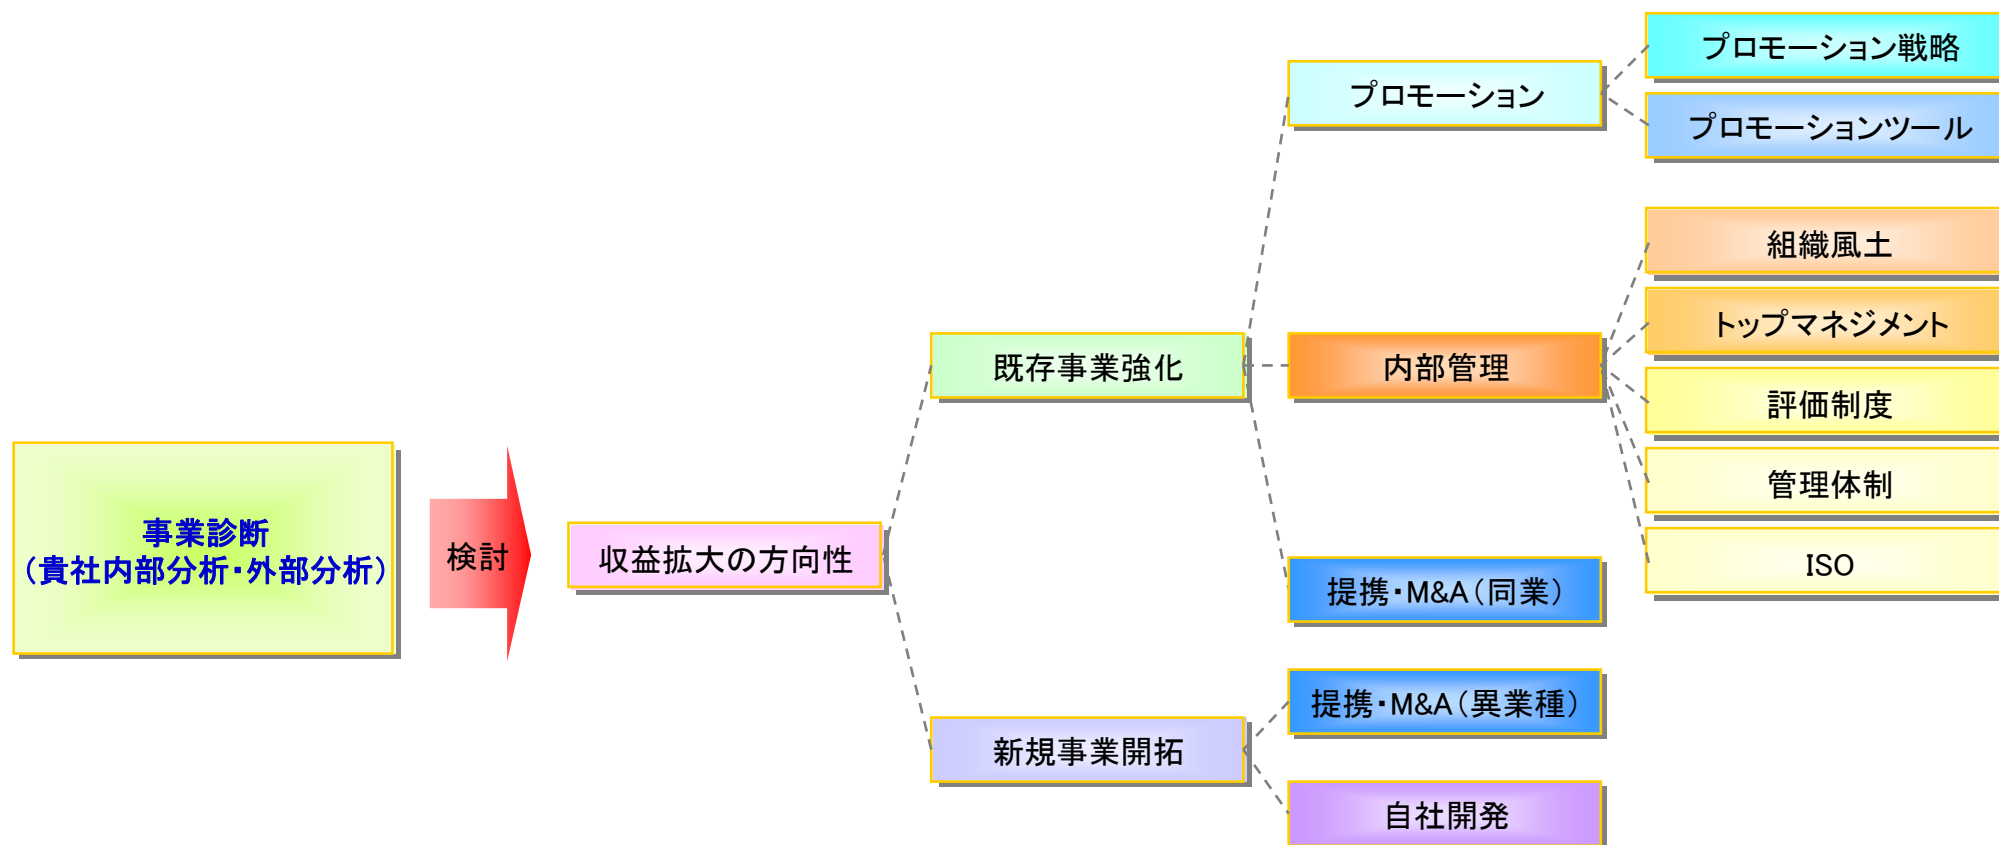 事業診断
（貴社内部分析・外部分析）
検討
収益拡大の方向性
既存事業強化
新規事業開拓
プロモーション
内部管理
提携・M&A（同業）
提携・M&A（異業種）
自社開発
プロモーション戦略
プロモーションツール
組織風土
トップマネジメント
評価制度
管理体制
ISO